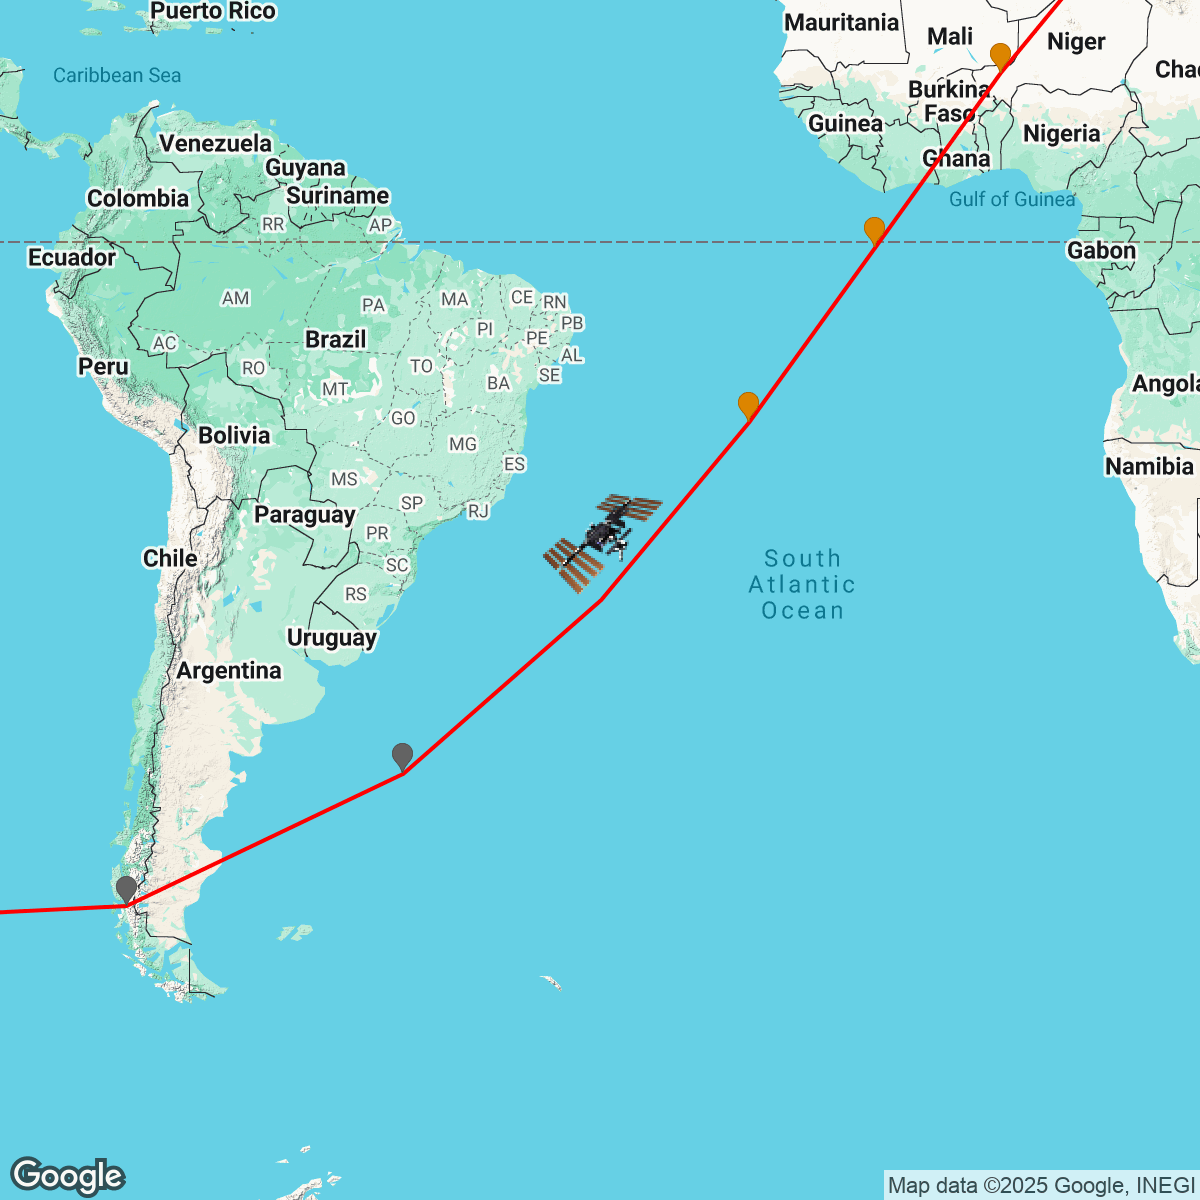 Puerto Rico
Mauritania
Mali
Niger
Caribbean Sea
Chad
Burkina
Faso
Venezuela
Guinea
Nigeria
Guyana
Ghana
Colombia
Suriname
Gulf of Guinea
RR
AP
Ecuador
Gabon
AM
PA
MA
CE
RN
PI
PB
Brazil
PE
AC
AL
Peru
RO
TO
SE
MT
BA
Angola
GO
Bolivia
MG
ES
Namibia
MS
SP
Paraguay
RJ
PR
Chile
SC
South
Atlantic
Ocean
RS
Uruguay
Argentina
Google
Map data ©2025 Google, INEGI